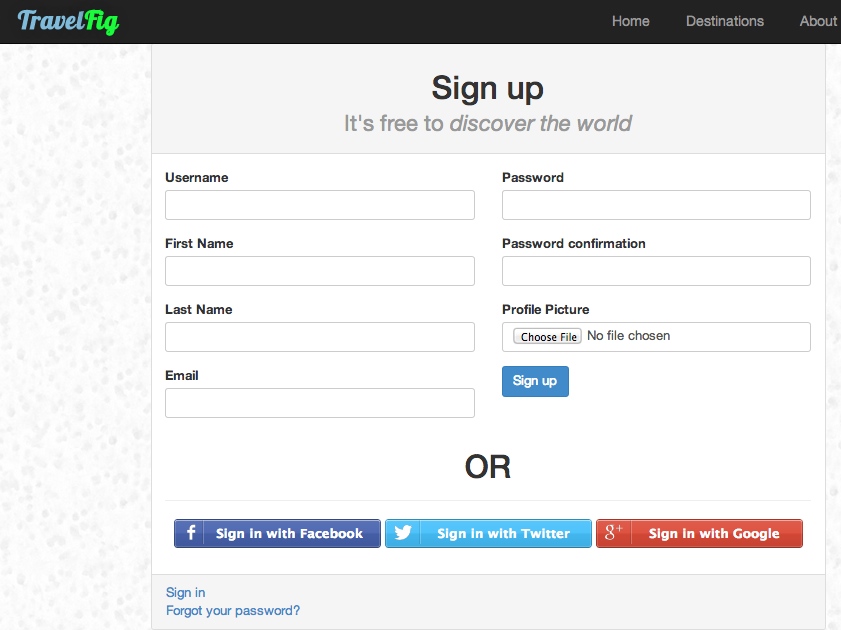 TravelFig
Home Destinations About
Sign up
It's free to discover the world
Username
Password
First Name
Password confirmation
Last Name
Profile Picture
Choose File No file chosen
Email
Sign up
OR
f Sign in with Facebook
Sign in with Twitter
g+ Sign in with Google
Sign in
Forgot your password?